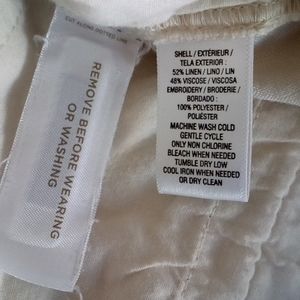 REMOVE BEFORE WEARING
OR WASHING
SHELL / EXTÉRIEUR /
TELA EXTERIOR :
52% LINEN / LINO / LIN
48% VISCOSE / VISCOSA
EMBROIDERY / BRODERIE /
BORDADO :
100% POLYESTER /
POLIÉSTER
MACHINE WASH COLD
GENTLE CYCLE
ONLY NON CHLORINE
BLEACH WHEN NEEDED
TUMBLE DRY LOW
COOL IRON WHEN NEEDED
OR DRY CLEAN